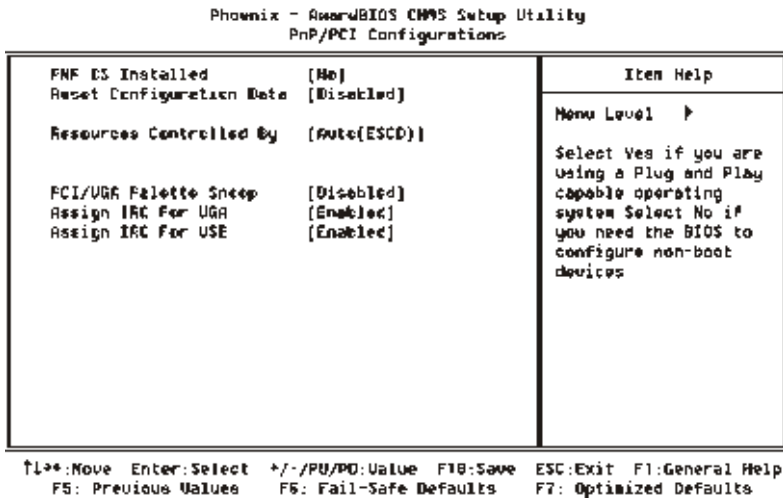 Phoenix - AwardBIOS CMOS Setup Utility
PnP/PCI Configurations
PNP OS Installed [No]
Reset Configuration Data [Disabled]
Resources Controlled By [Auto(ESCD)]
PCI/VGA Palette Snoop [Disabled]
Assign IRQ For VGA [Enabled]
Assign IRQ For USB [Enabled]
Item Help
Menu Level ▶
Select Yes if you are
using a Plug and Play
capable operating
system Select No if
you need the BIOS to
configure non-boot
devices
↑↓→←:Move Enter:Select +/-/PU/PD:Value F10:Save ESC:Exit F1:General Help
F5: Previous Values F6: Fail-Safe Defaults F7: Optimized Defaults